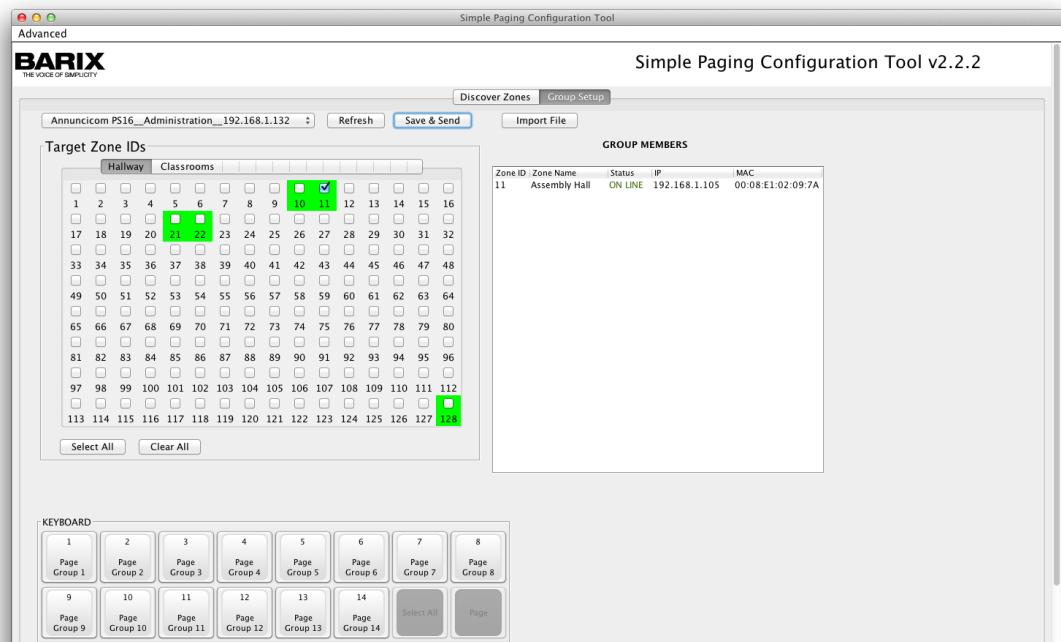 Simple Paging Configuration Tool
Advanced
BARIX
THE VOICE OF SIMPLICITY
Simple Paging Configuration Tool v2.2.2
Discover Zones Group Setup
Annuncicom PS16__Administration__192.168.1.132 Refresh Save & Send Import File
Target Zone IDs
GROUP MEMBERS
Hallway Classrooms
Zone ID Zone Name Status IP MAC
11 Assembly Hall ON LINE 192.168.1.105 00:08:E1:02:09:7A
1 2 3 4 5 6 7 8 9 10 11 12 13 14 15 16
17 18 19 20 21 22 23 24 25 26 27 28 29 30 31 32
33 34 35 36 37 38 39 40 41 42 43 44 45 46 47 48
49 50 51 52 53 54 55 56 57 58 59 60 61 62 63 64
65 66 67 68 69 70 71 72 73 74 75 76 77 78 79 80
81 82 83 84 85 86 87 88 89 90 91 92 93 94 95 96
97 98 99 100 101 102 103 104 105 106 107 108 109 110 111 112
113 114 115 116 117 118 119 120 121 122 123 124 125 126 127 128
Select All Clear All
KEYBOARD
1 2 3 4 5 6 7 8
Page Page Page Page Page Page Page Page
Group 1 Group 2 Group 3 Group 4 Group 5 Group 6 Group 7 Group 8
9 10 11 12 13 14
Select All Page
Page Page Page Page Page Page
Group 9 Group 10 Group 11 Group 12 Group 13 Group 14